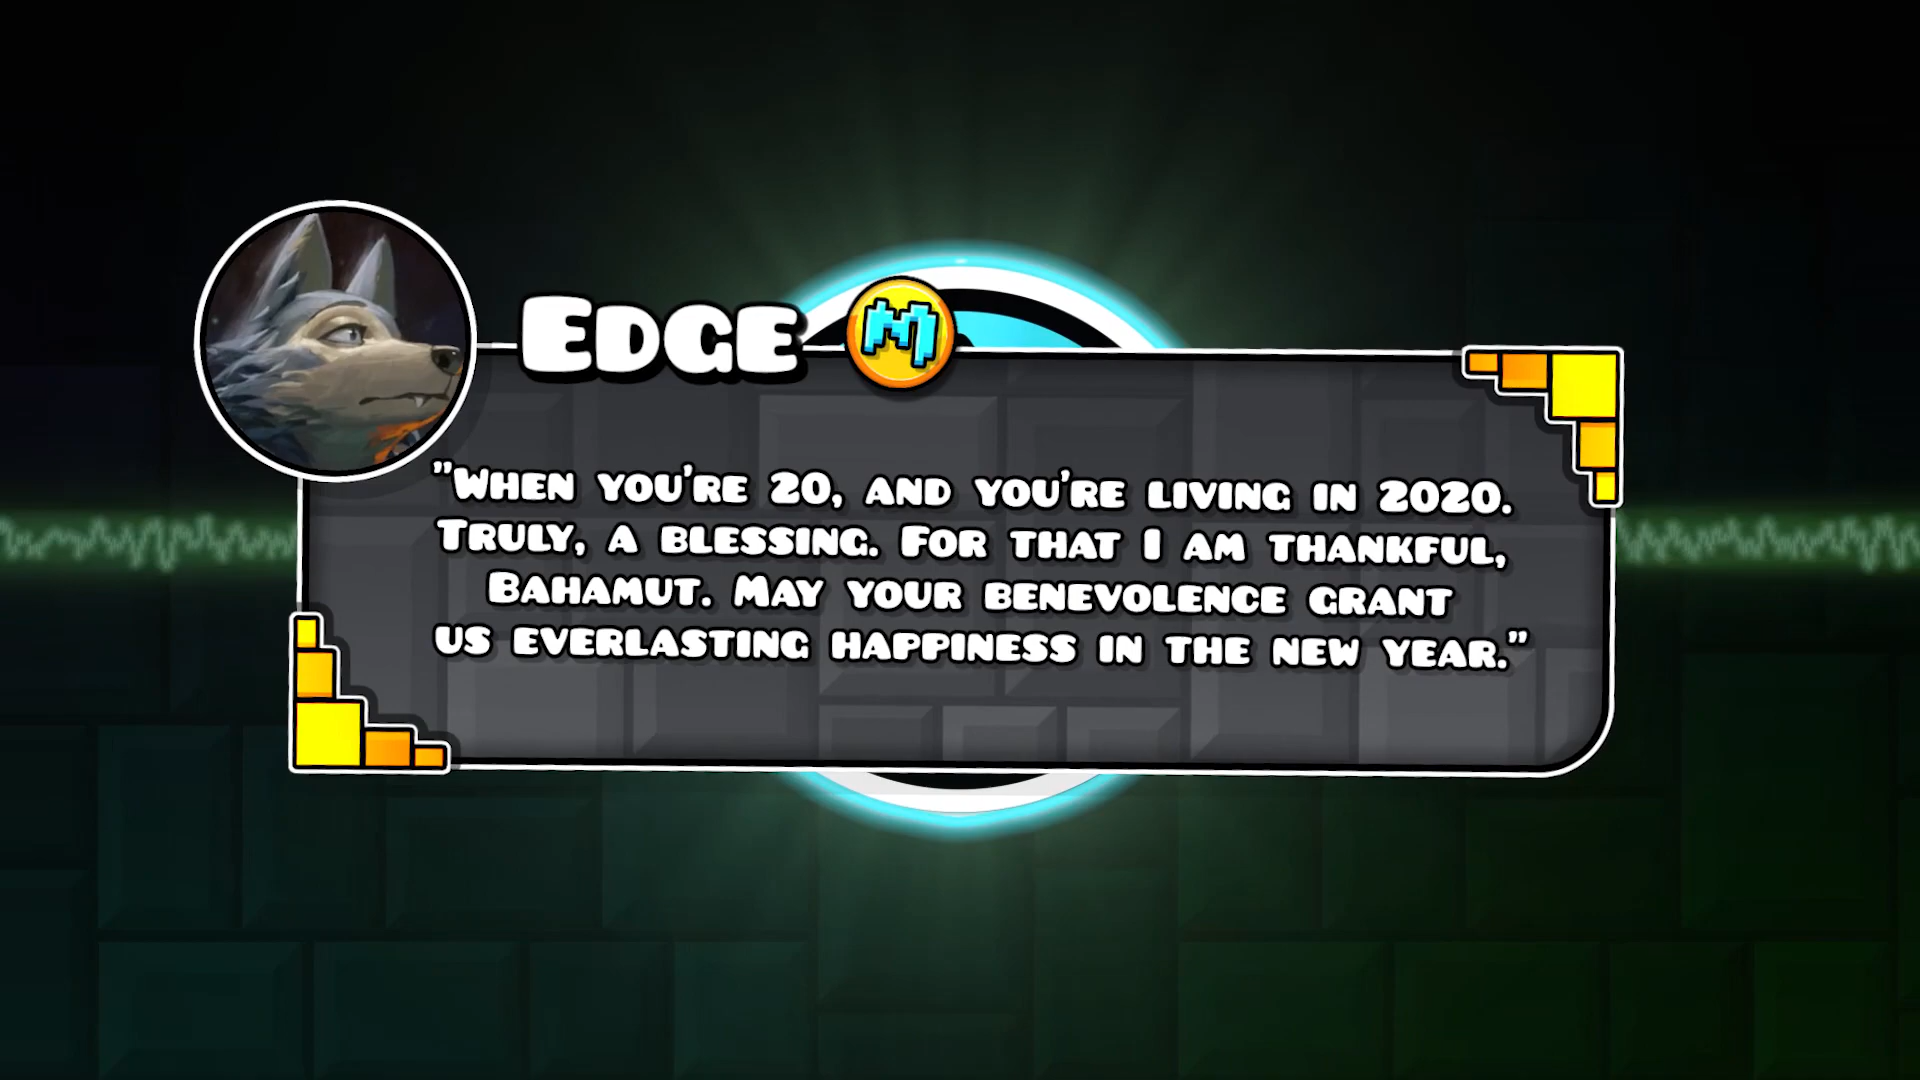 Edge
M
"When you're 20, and you're living in 2020.
Truly, a blessing. For that I am thankful,
Bahamut. May your benevolence grant
us everlasting happiness in the new year."